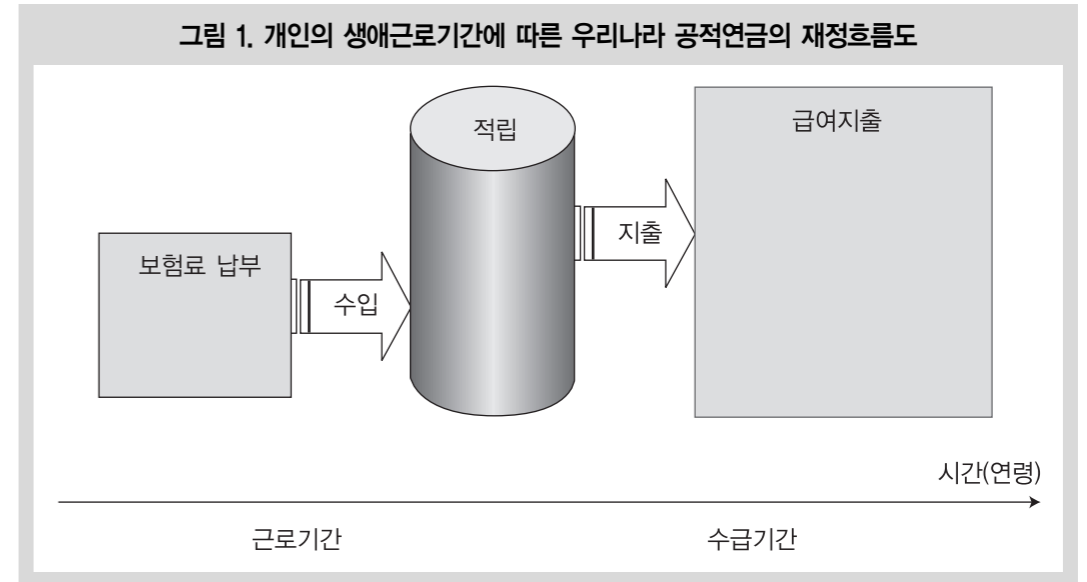 그림 1. 개인의 생애근로기간에 따른 우리나라 공적연금의 재정흐름도
적립
급여지출
지출
보험료 납부
수입
시간(연령)
근로기간
수급기간